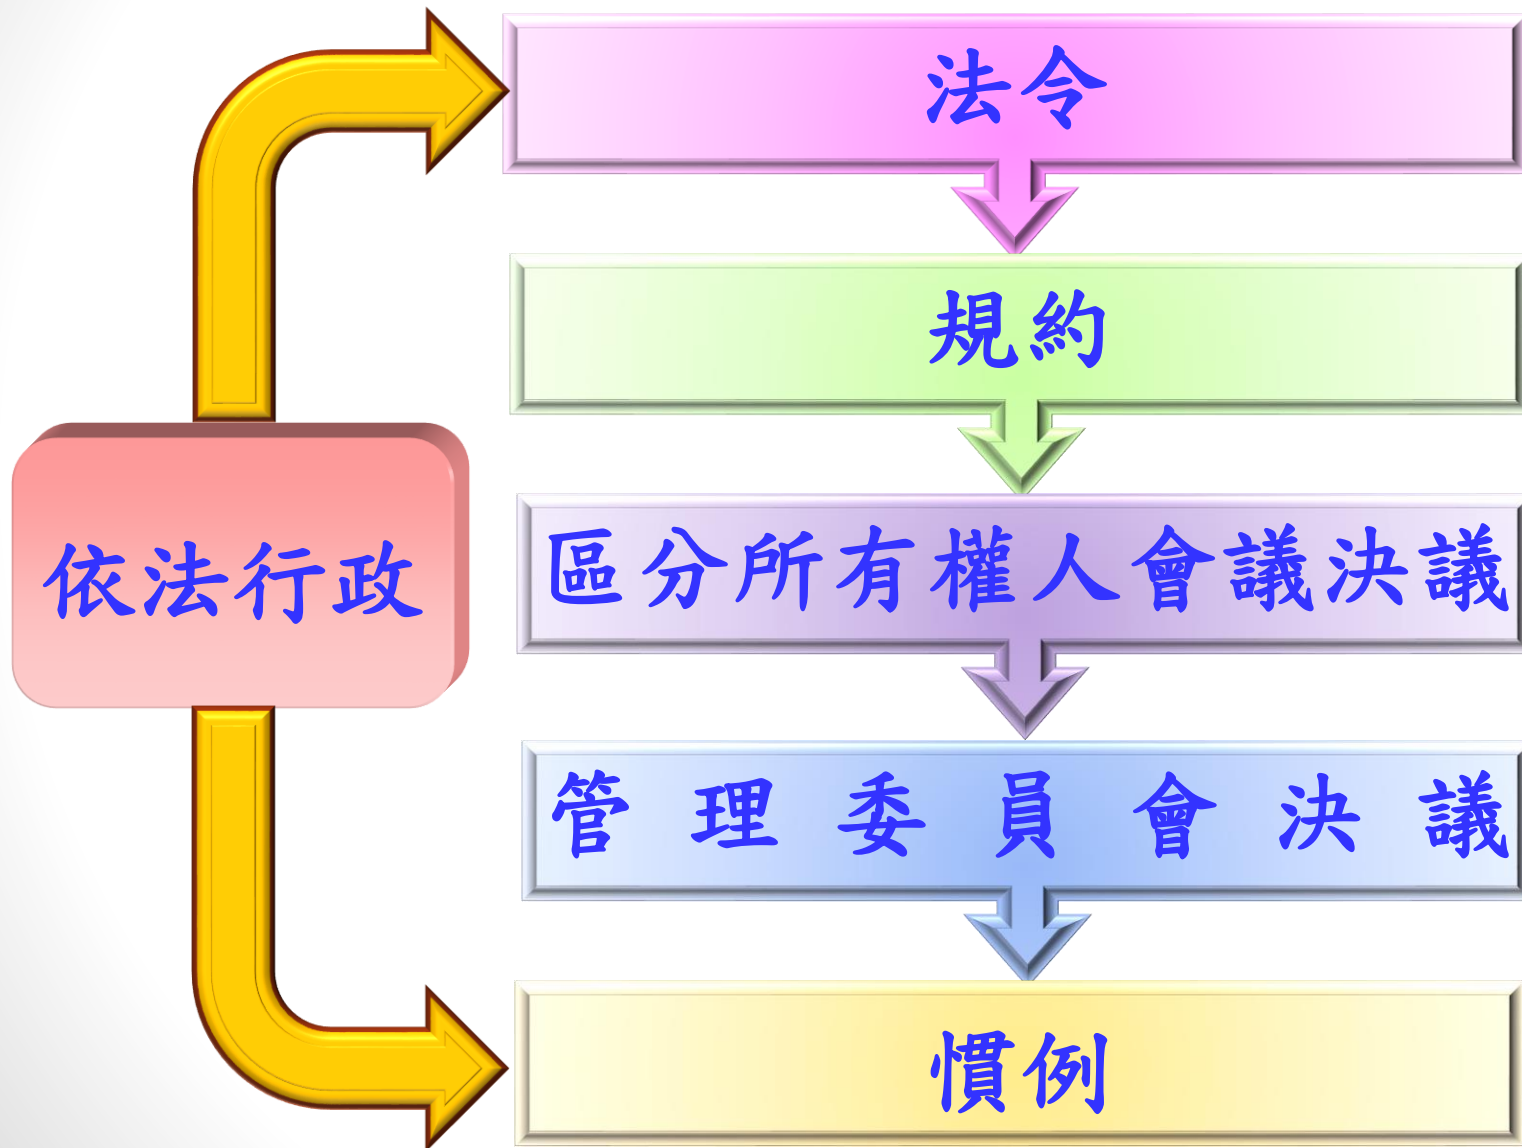 法令
規約
依法行政
區分所有權人會議決議
管理委員會決議
慣例